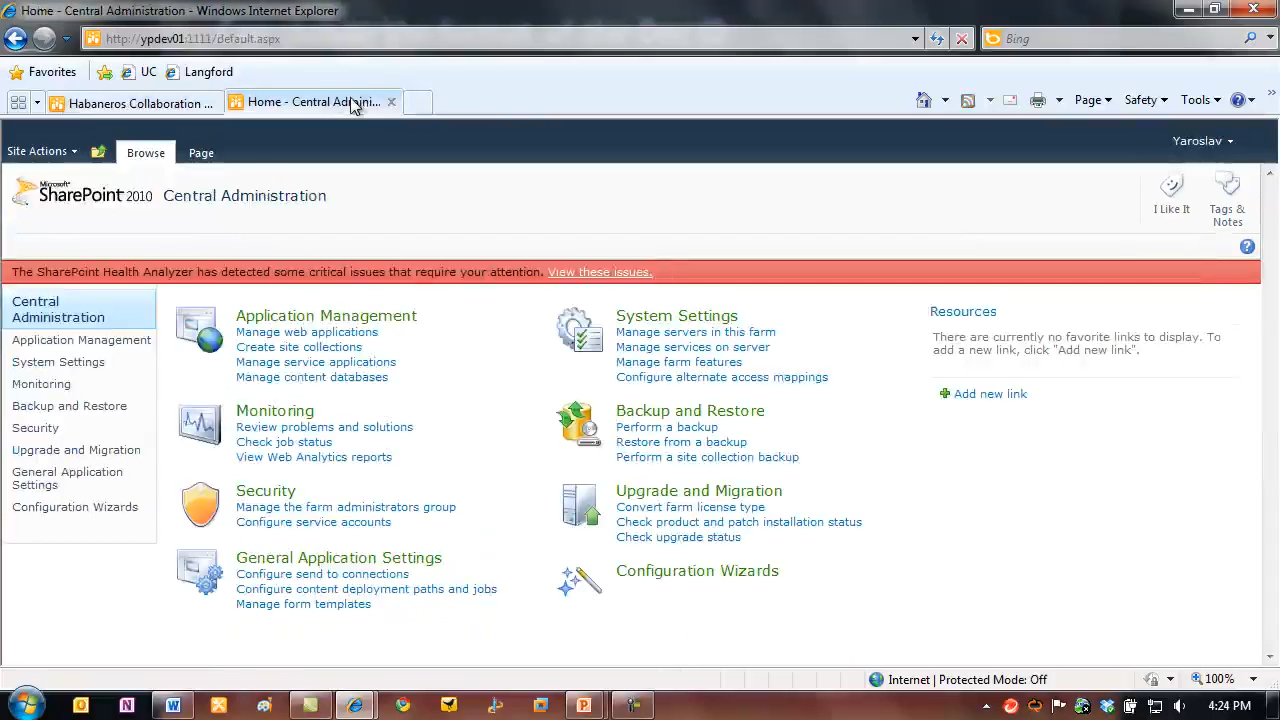 Home - Central Administration - Windows Internet Explorer
http://ypdev01:1111/default.aspx
Bing
Favorites
UC
Langford
Habaneros Collaboration ...
Home - Central Admini...
Page
Safety
Tools
Site Actions
Browse
Page
Yaroslav
Microsoft
SharePoint 2010
Central Administration
I Like It
Tags &
Notes
The SharePoint Health Analyzer has detected some critical issues that require your attention. View these issues.
Central
Administration
Application Management
System Settings
Monitoring
Backup and Restore
Security
Upgrade and Migration
General Application
Settings
Configuration Wizards
Application Management
Manage web applications
Create site collections
Manage service applications
Manage content databases
Monitoring
Review problems and solutions
Check job status
View Web Analytics reports
Security
Manage the farm administrators group
Configure service accounts
General Application Settings
Configure send to connections
Configure content deployment paths and jobs
Manage form templates
System Settings
Manage servers in this farm
Manage services on server
Manage farm features
Configure alternate access mappings
Backup and Restore
Perform a backup
Restore from a backup
Perform a site collection backup
Upgrade and Migration
Convert farm license type
Check product and patch installation status
Check upgrade status
Configuration Wizards
Resources
There are currently no favorite links to display. To
add a new link, click "Add new link".
Add new link
Internet | Protected Mode: Off
100%
4:24 PM